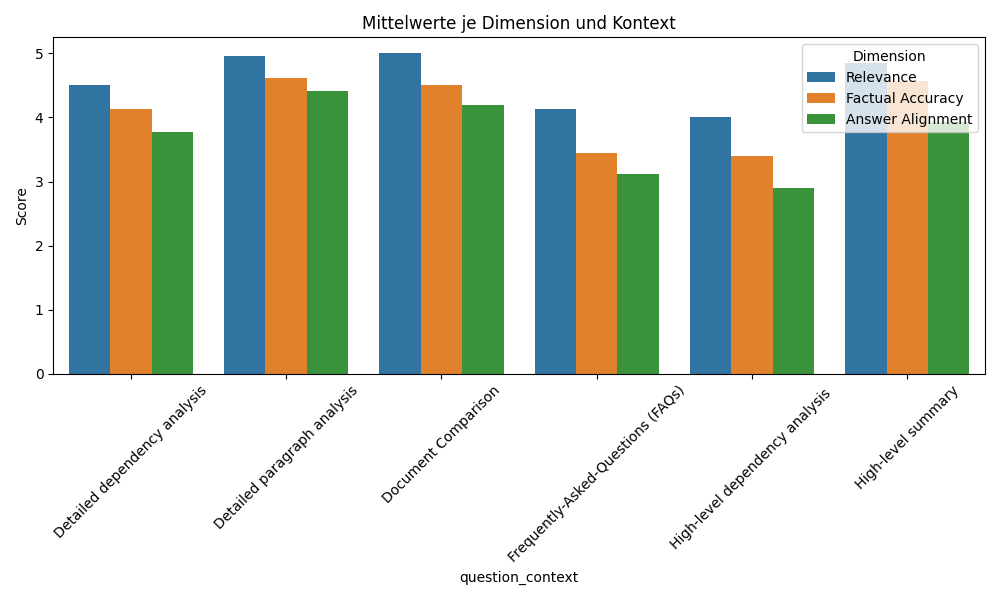 Mittelwerte je Dimension und Kontext
Dimension
Relevance
Factual Accuracy
Answer Alignment
Score
5
4
3
2
1
0
Detailed dependency analysis
Detailed paragraph analysis
Document Comparison
Frequently-Asked-Questions (FAQs)
High-level dependency analysis
High-level summary
question_context